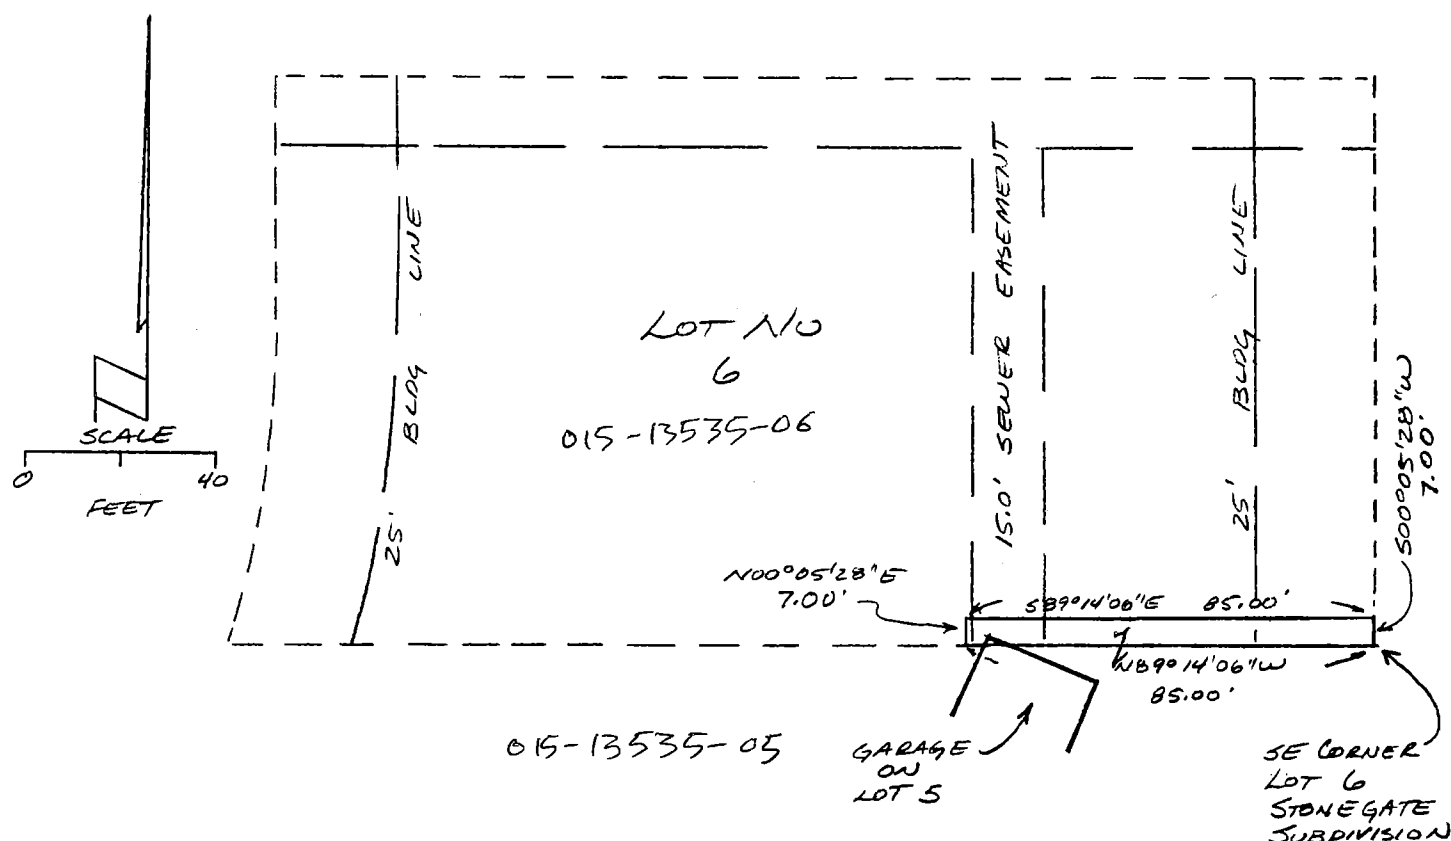 SCALE
0 40
FEET
25' BLDG LINE
LOT NO
6
015-13535-06
15.0' SEWER EASEMENT
25' BLDG LINE
S00°05'28"W
7.00'
N00°05'28"E
7.00'
S89°14'06"E 85.00'
N89°14'06"W
85.00'
015-13535-05
GARAGE
ON
LOT 5
SE CORNER
LOT 6
STONEGATE
SUBDIVISION